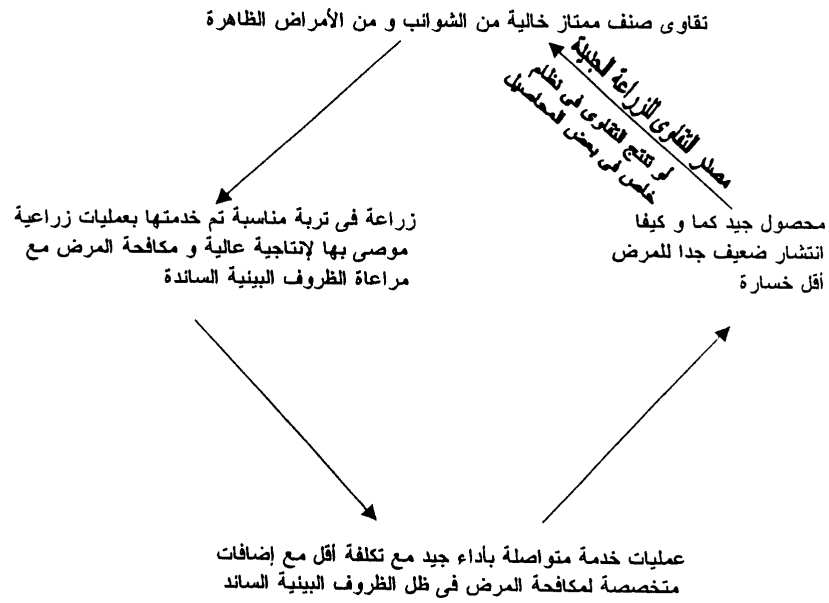 تقاوى صنف ممتاز خالية من الشوائب و من الأمراض الظاهرة
مصدر لتقاوى للزراعة المقبلة
لو تنتج التقاوى فى نظام
خاص فى بعض المحاصيل
زراعة فى تربة مناسبة تم خدمتها بعمليات زراعية
موصى بها لإنتاجية عالية و مكافحة المرض مع
مراعاة الظروف البيئية السائدة
محصول جيد كما و كيفا
انتشار ضعيف جدا للمرض
أقل خسارة
عمليات خدمة متواصلة بأداء جيد مع تكلفة أقل مع إضافات
متخصصة لمكافحة المرض فى ظل الظروف البيئية السائد